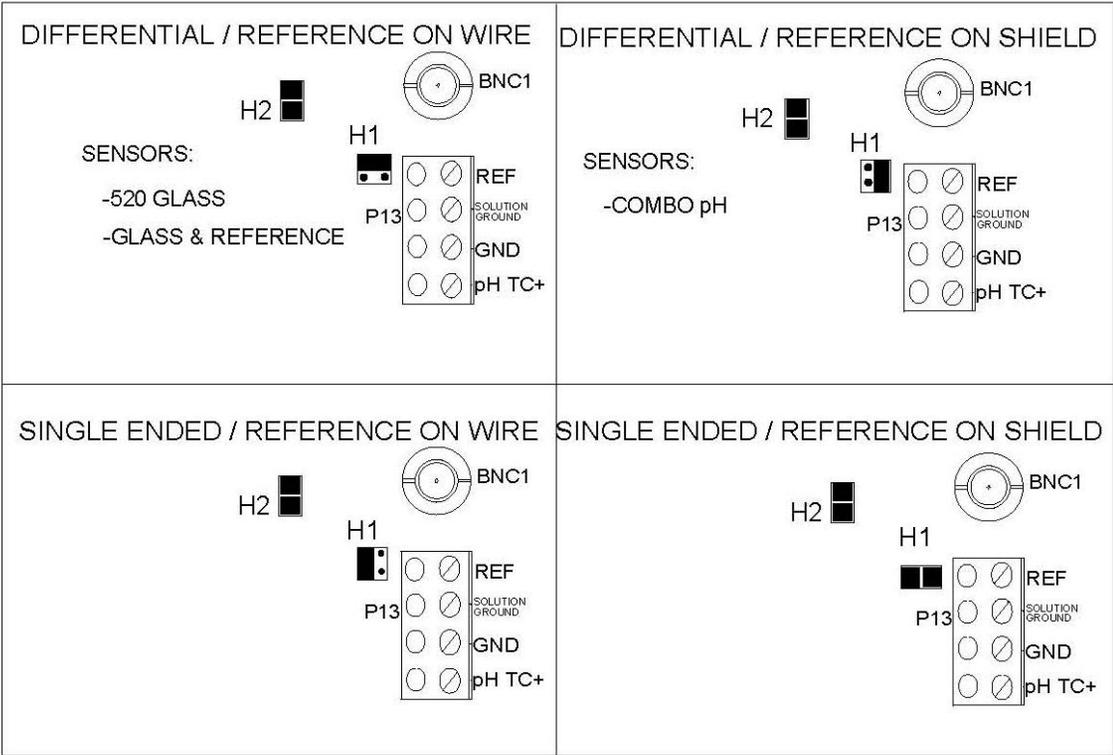 DIFFERENTIAL / REFERENCE ON WIRE
BNC1
H2
H1
SENSORS:
-520 GLASS
-GLASS & REFERENCE
REF
P13
SOLUTION
GROUND
GND
pH TC+
DIFFERENTIAL / REFERENCE ON SHIELD
BNC1
H2
H1
SENSORS:
-COMBO pH
REF
P13
SOLUTION
GROUND
GND
pH TC+
SINGLE ENDED / REFERENCE ON WIRE
BNC1
H2
H1
REF
P13
SOLUTION
GROUND
GND
pH TC+
SINGLE ENDED / REFERENCE ON SHIELD
BNC1
H2
H1
REF
P13
SOLUTION
GROUND
GND
pH TC+